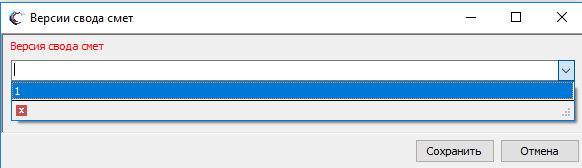 Версии свода смет
Версия свода смет
1
Сохранить
Отмена